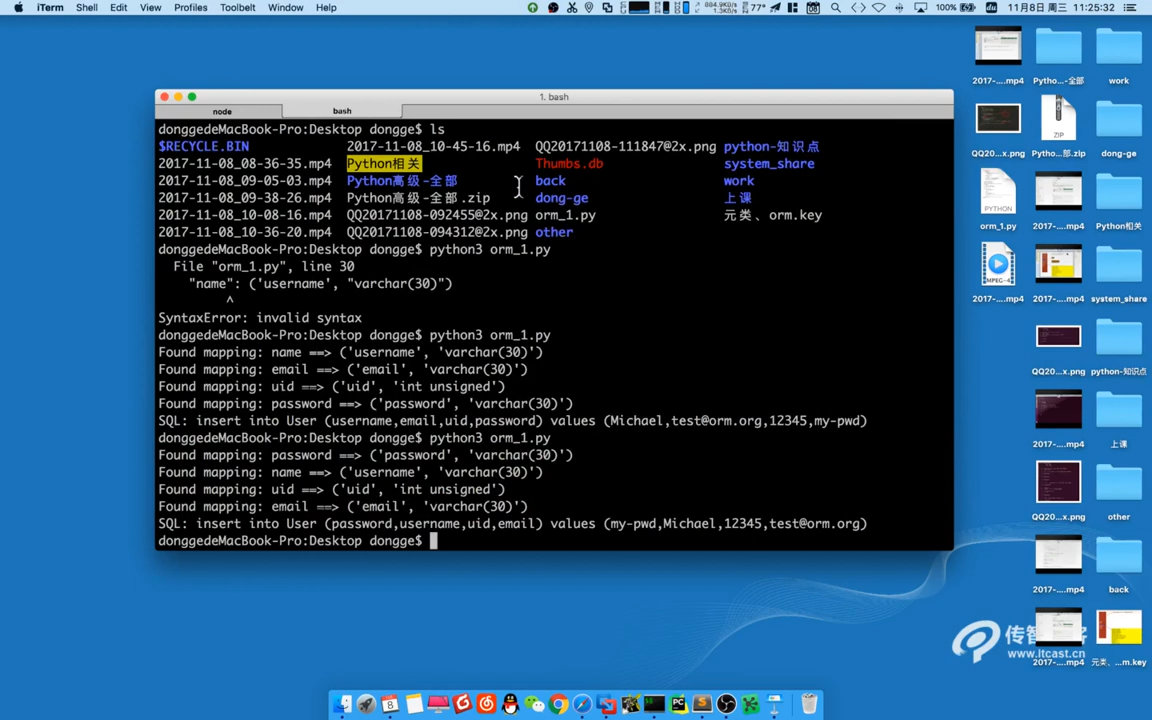 iTerm Shell Edit View Profiles Toolbelt Window Help 77° 100% 11月8日 周三 11:25:32
1. bash
node bash
donggedeMacBook-Pro:Desktop dongge$ ls
$RECYCLE.BIN 2017-11-08_10-45-16.mp4 QQ20171108-111847@2x.png python-知识点
2017-11-08_08-36-35.mp4 Python相关 Thumbs.db system_share
2017-11-08_09-05-03.mp4 Python高级-全部 back work
2017-11-08_09-38-26.mp4 Python高级-全部.zip dong-ge 上课
2017-11-08_10-08-16.mp4 QQ20171108-092455@2x.png orm_1.py 元类、orm.key
2017-11-08_10-36-20.mp4 QQ20171108-094312@2x.png other
donggedeMacBook-Pro:Desktop dongge$ python3 orm_1.py
File "orm_1.py", line 30
"name": ('username', "varchar(30)")
^
SyntaxError: invalid syntax
donggedeMacBook-Pro:Desktop dongge$ python3 orm_1.py
Found mapping: name ==> ('username', 'varchar(30)')
Found mapping: email ==> ('email', 'varchar(30)')
Found mapping: uid ==> ('uid', 'int unsigned')
Found mapping: password ==> ('password', 'varchar(30)')
SQL: insert into User (username,email,uid,password) values (Michael,test@orm.org,12345,my-pwd)
donggedeMacBook-Pro:Desktop dongge$ python3 orm_1.py
Found mapping: password ==> ('password', 'varchar(30)')
Found mapping: name ==> ('username', 'varchar(30)')
Found mapping: uid ==> ('uid', 'int unsigned')
Found mapping: email ==> ('email', 'varchar(30)')
SQL: insert into User (password,username,uid,email) values (my-pwd,Michael,12345,test@orm.org)
donggedeMacBook-Pro:Desktop dongge$
2017-....mp4 Pytho...-全部 work
ZIP
QQ20...x.png Pytho...部.zip dong-ge
PYTHON
orm_1.py 2017-....mp4 Python相关
MPEG-4
2017-....mp4 2017-....mp4 system_share
QQ20...x.png python-知识点
2017-....mp4 上课
QQ20...x.png other
2017-....mp4 back
2017-....mp4 元类、...m.key
www.itcast.cn